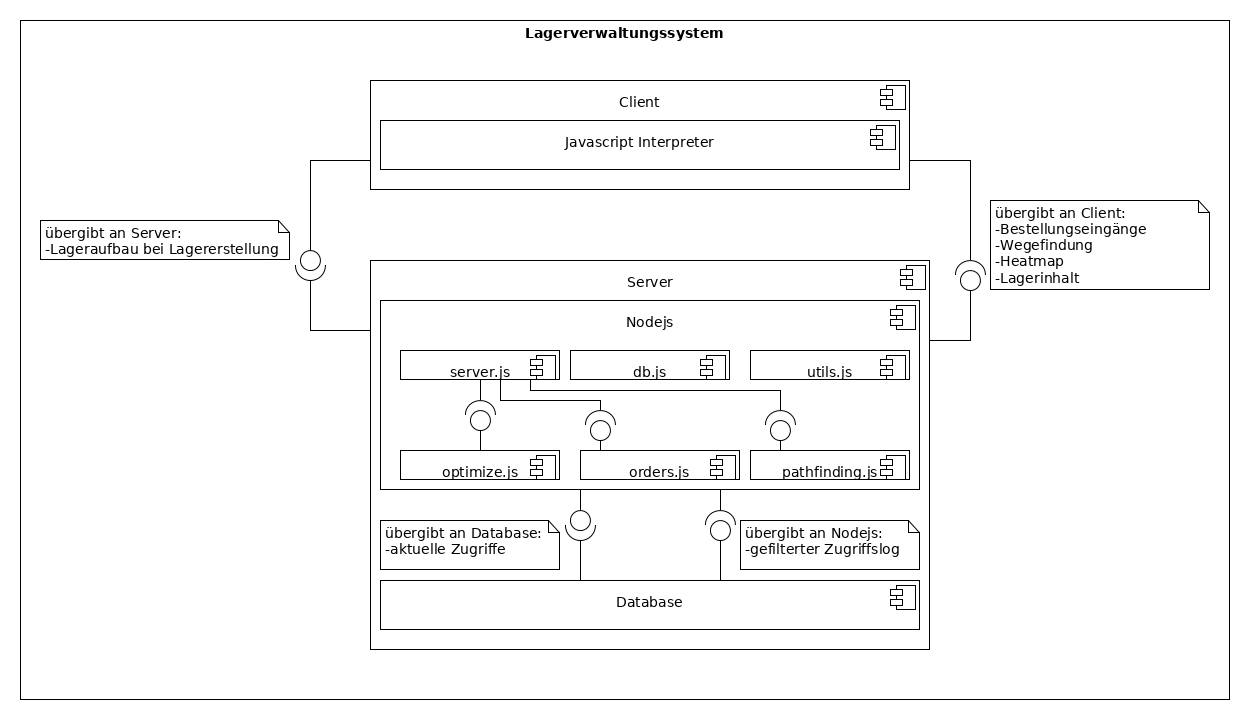 Lagerverwaltungssystem
Client
Javascript Interpreter
übergibt an Server:
-Lageraufbau bei Lagererstellung
übergibt an Client:
-Bestellungseingänge
-Wegefindung
-Heatmap
-Lagerinhalt
Server
Nodejs
server.js
db.js
utils.js
optimize.js
orders.js
pathfinding.js
übergibt an Database:
-aktuelle Zugriffe
übergibt an Nodejs:
-gefilterter Zugriffslog
Database